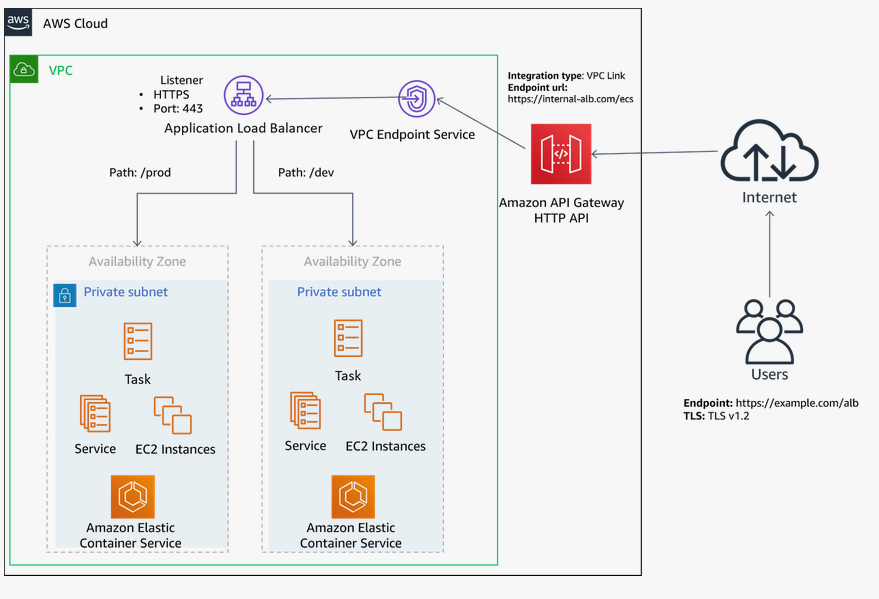 aws
AWS Cloud
VPC
Listener
• HTTPS
• Port: 443
Application Load Balancer
VPC Endpoint Service
Integration type: VPC Link
Endpoint url:
https://internal-alb.com/ecs
Amazon API Gateway
HTTP API
Internet
Users
Endpoint: https://example.com/alb
TLS: TLS v1.2
Path: /prod
Path: /dev
Availability Zone
Private subnet
Task
Service
EC2 Instances
Amazon Elastic
Container Service
Availability Zone
Private subnet
Task
Service
EC2 Instances
Amazon Elastic
Container Service